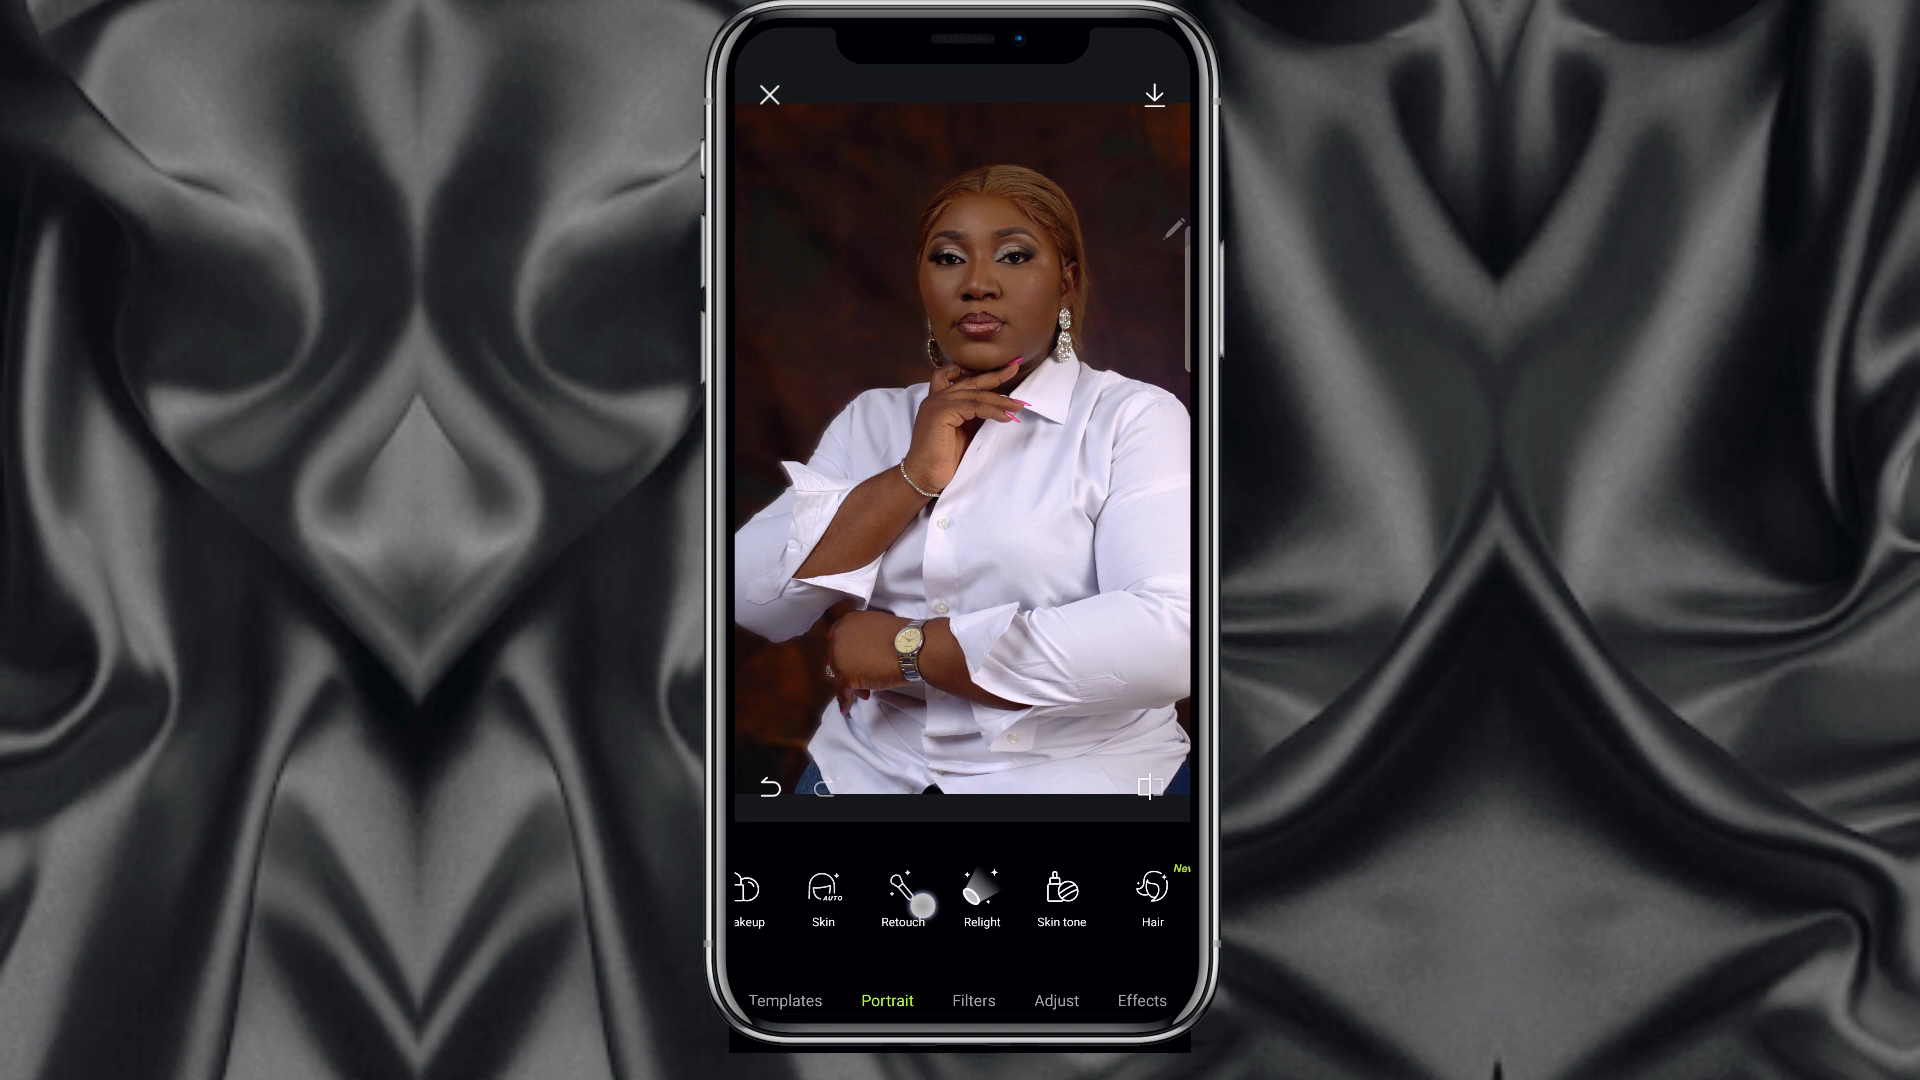 New
AUTO
akeup
Skin
Retouch
Relight
Skin tone
Hair
Templates
Portrait
Filters
Adjust
Effects